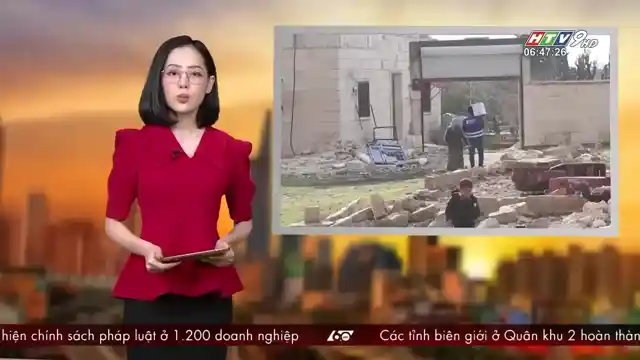 HTV9 HD
06:47:26
hiện chính sách pháp luật ở 1.200 doanh nghiệp 60 Các tỉnh biên giới ở Quân khu 2 hoàn thàn